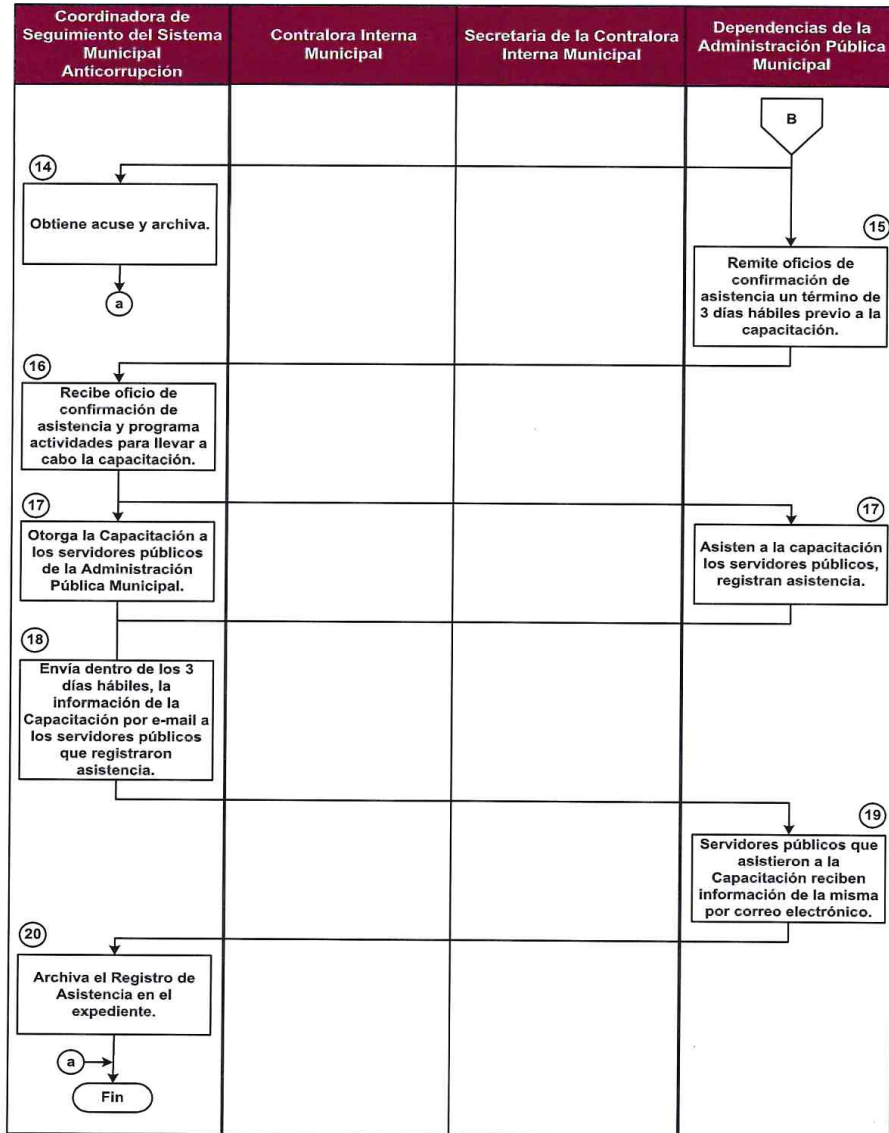 Coordinadora de
Seguimiento del Sistema
Municipal
Anticorrupción
Contralora Interna
Municipal
Secretaria de la Contralora
Interna Municipal
Dependencias de la
Administración Pública
Municipal
B
14
Obtiene acuse y archiva.
a
15
Remite oficios de
confirmación de
asistencia un término de
3 días hábiles previo a la
capacitación.
16
Recibe oficio de
confirmación de
asistencia y programa
actividades para llevar a
cabo la capacitación.
17
Otorga la Capacitación a
los servidores públicos
de la Administración
Pública Municipal.
17
Asisten a la capacitación
los servidores públicos,
registran asistencia.
18
Envía dentro de los 3
días hábiles, la
información de la
Capacitación por e-mail a
los servidores públicos
que registraron
asistencia.
19
Servidores públicos que
asistieron a la
Capacitación reciben
información de la misma
por correo electrónico.
20
Archiva el Registro de
Asistencia en el
expediente.
a
Fin